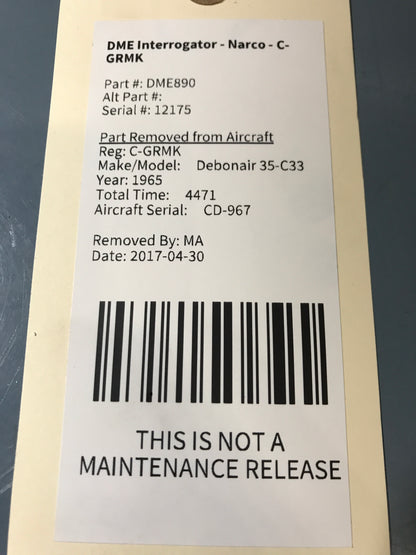 DME Interrogator - Narco - C-
GRMK
Part #: DME890
Alt Part #:
Serial #: 12175
Part Removed from Aircraft
Reg: C-GRMK
Make/Model: Debonair 35-C33
Year: 1965
Total Time: 4471
Aircraft Serial: CD-967
Removed By: MA
Date: 2017-04-30
THIS IS NOT A
MAINTENANCE RELEASE